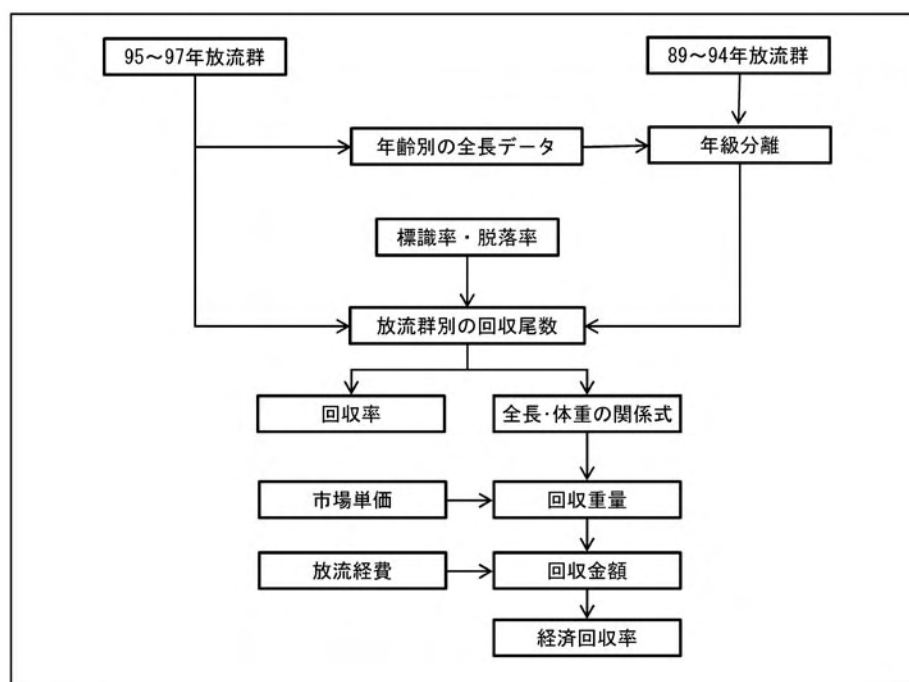 95～97年放流群
89～94年放流群
年齢別の全長データ
年級分離
標識率・脱落率
放流群別の回収尾数
回収率
全長･体重の関係式
市場単価
回収重量
放流経費
回収金額
経済回収率